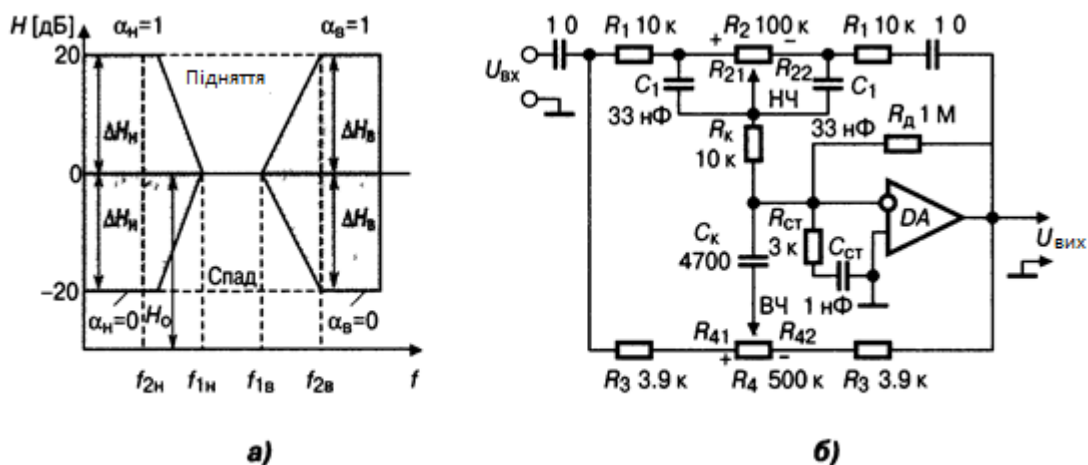 H [дБ]
αн=1
αв=1
20
Підняття
ΔHн
ΔHв
0
ΔHн
ΔHв
Спад
-20
αн=0
H₀
αв=0
f2н
f1н
f1в
f2в
f
а)
1 0
R₁ 10 к
R₂ 100 к
R₁ 10 к
1 0
+
−
Uвх
R₂₁
R₂₂
C₁
C₁
НЧ
33 нФ
33 нФ
Rд 1 М
Rк
10 к
Rст
DA
Cк
3 к
Cст
Uвих
4700
ВЧ
1 нФ
R₄₁
R₄₂
+
−
R₃ 3.9 к
R₄ 500 к
R₃ 3.9 к
б)